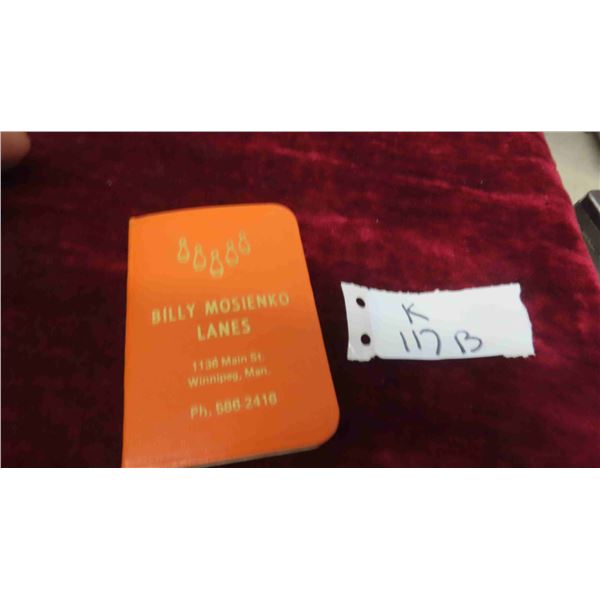 BILLY MOSIENKO
LANES
1136 Main St.
Winnipeg, Man.
Ph. 586-2416
K
117 B